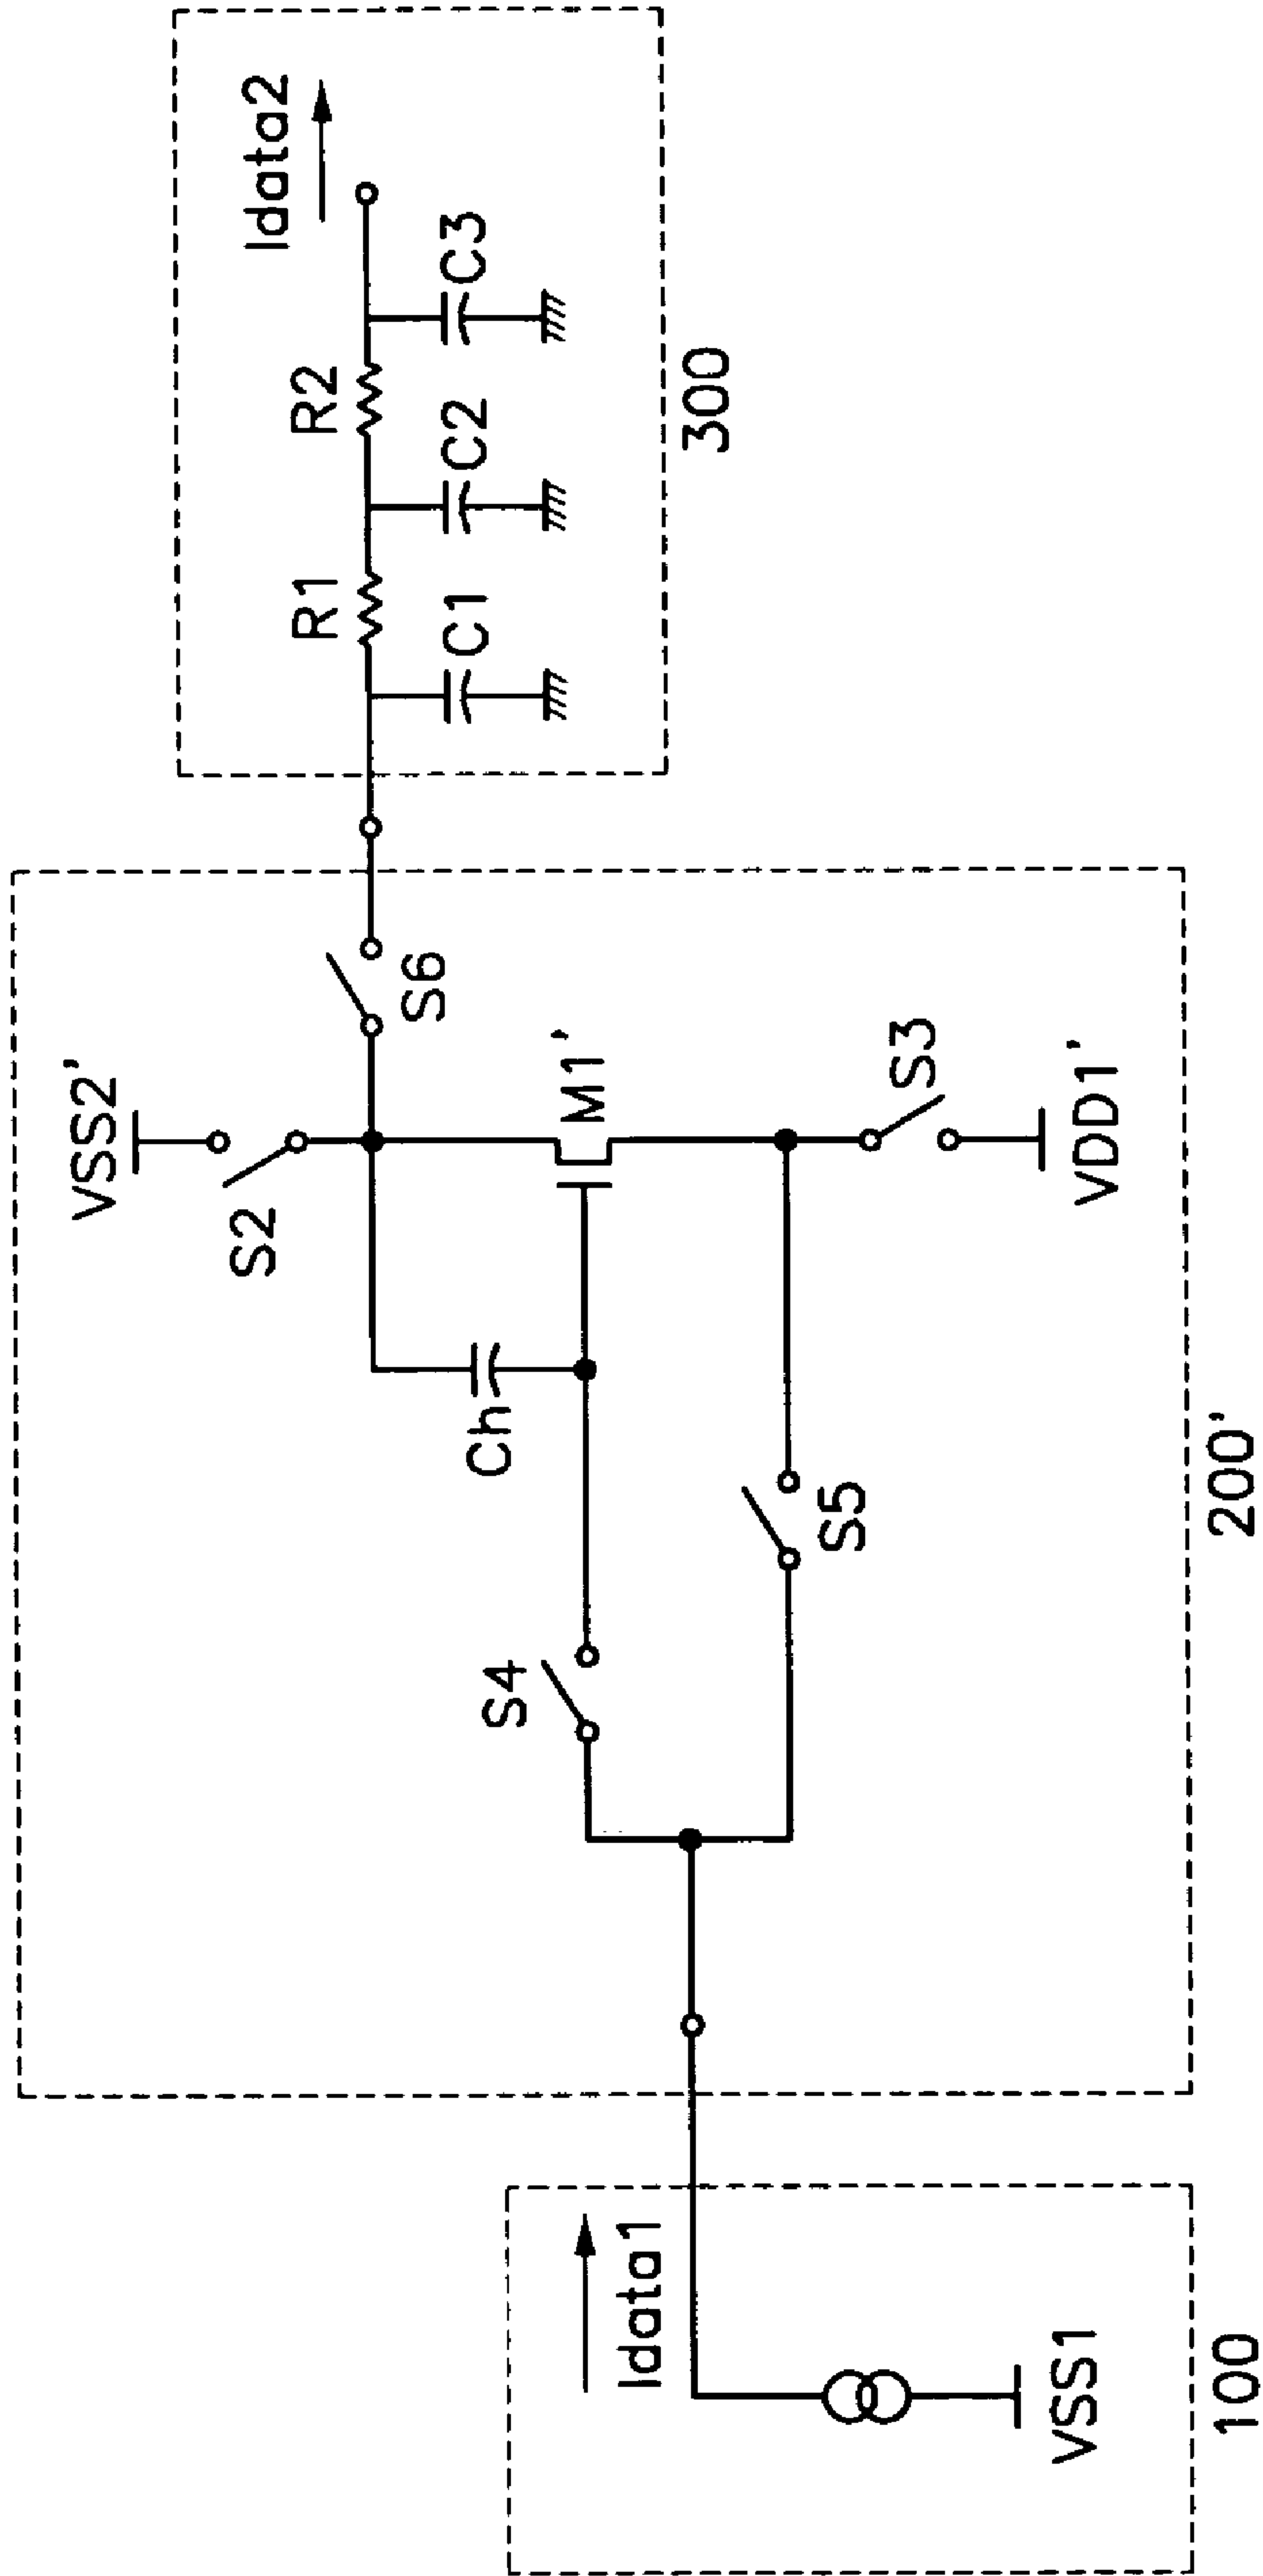 Idata1
VSS1
100
VSS2'
S2
Ch
S4
S5
S6
M1'
S3
VDD1'
200'
Idata2
R1
R2
C1
C2
C3
300